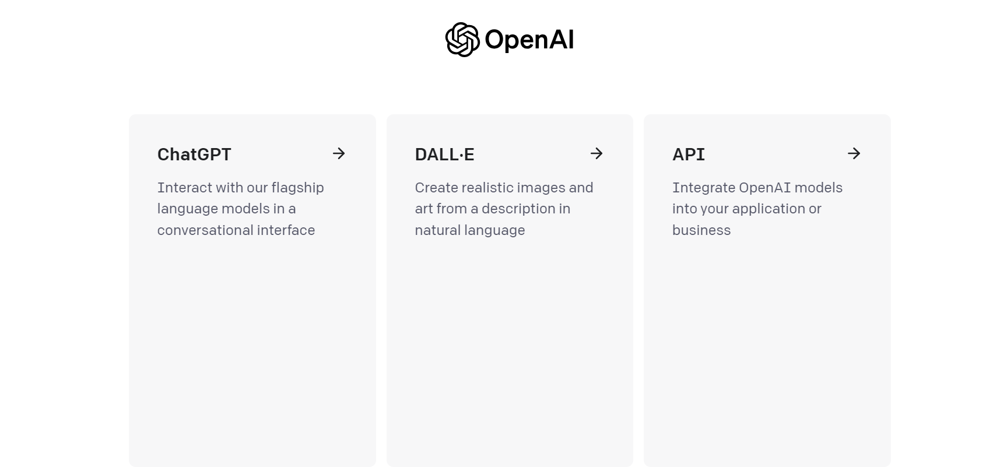 OpenAI
ChatGPT
Interact with our flagship
language models in a
conversational interface
DALL·E
Create realistic images and
art from a description in
natural language
API
Integrate OpenAI models
into your application or
business